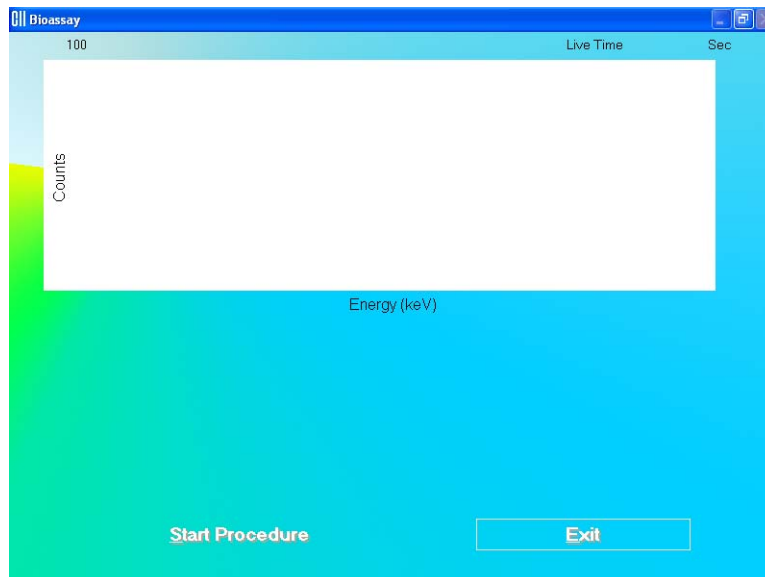 Bioassay
100 Live Time Sec
Counts
Energy (keV)
Start Procedure Exit